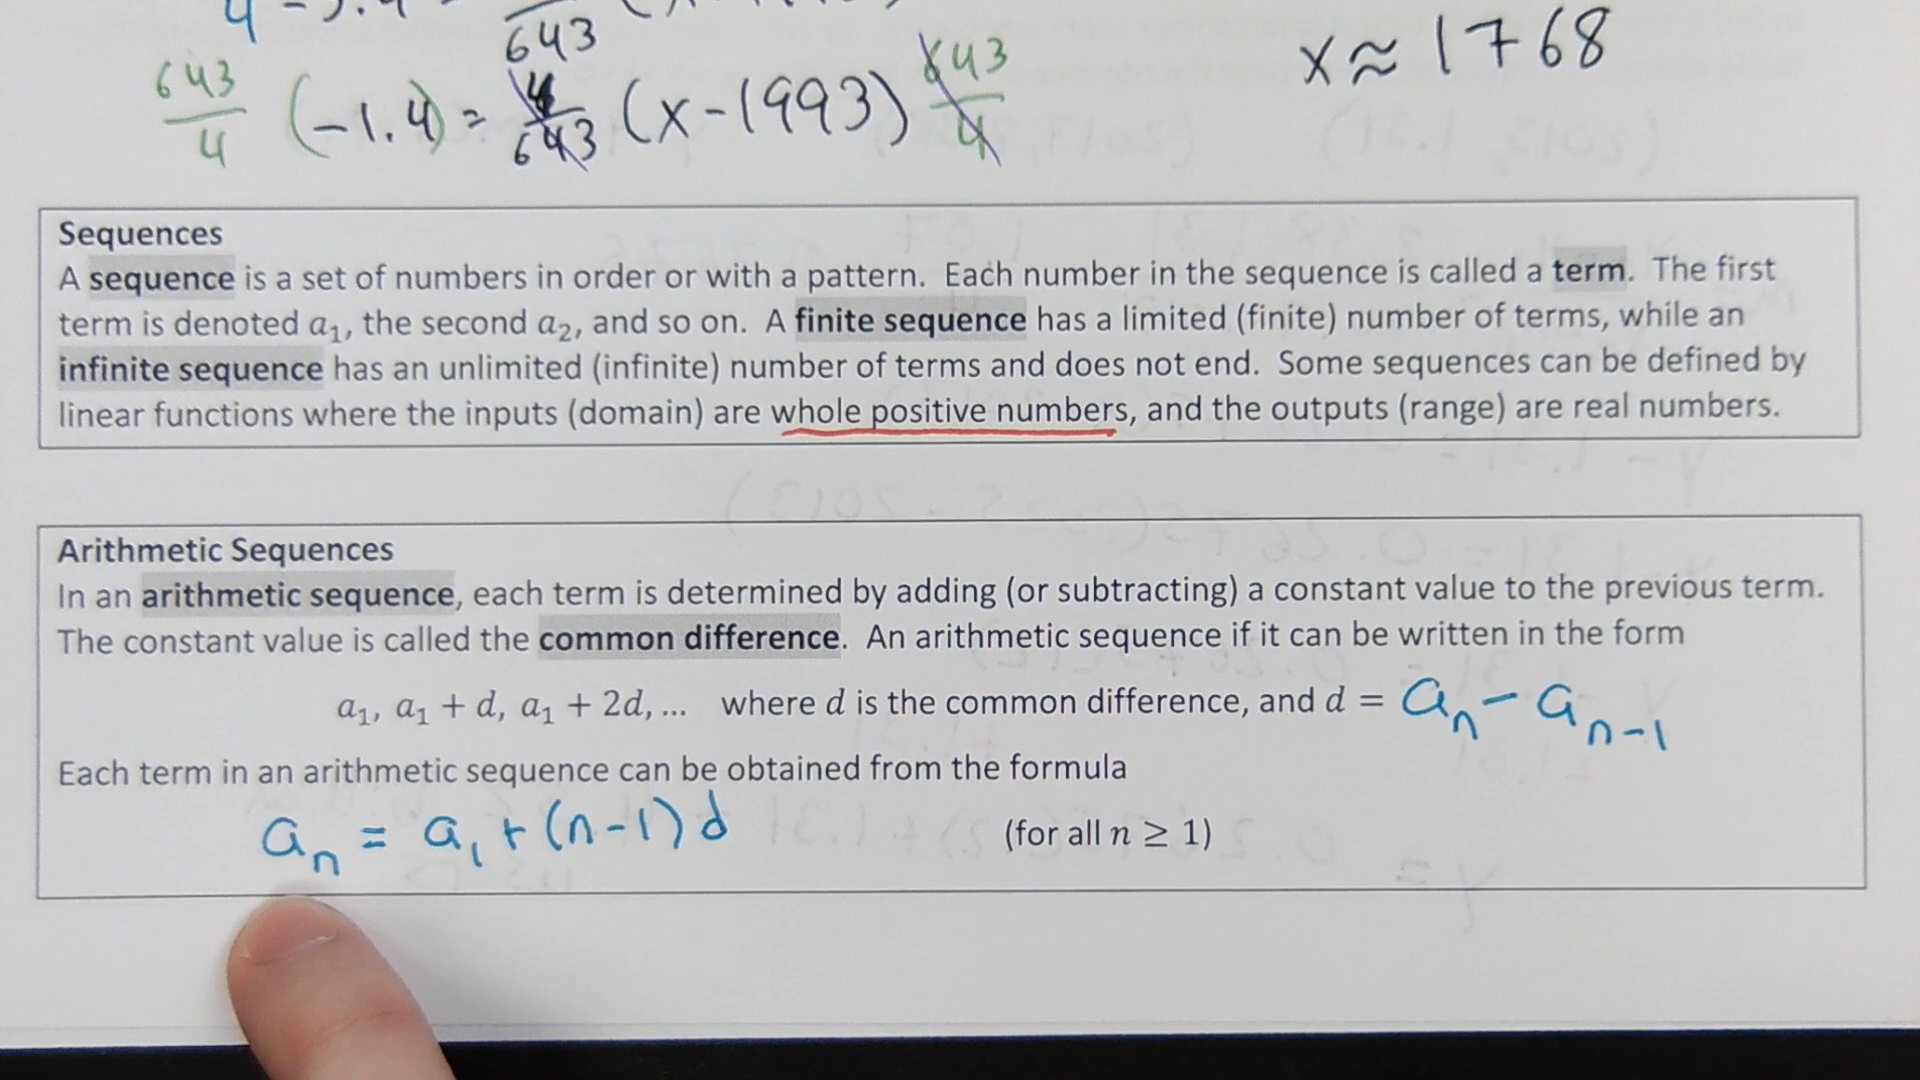 643
x ≈ 1768
643/4 (-1.4) = 4/643 (x-1993) 643/4
Sequences
A sequence is a set of numbers in order or with a pattern. Each number in the sequence is called a term. The first
term is denoted a₁, the second a₂, and so on. A finite sequence has a limited (finite) number of terms, while an
infinite sequence has an unlimited (infinite) number of terms and does not end. Some sequences can be defined by
linear functions where the inputs (domain) are whole positive numbers, and the outputs (range) are real numbers.
Arithmetic Sequences
In an arithmetic sequence, each term is determined by adding (or subtracting) a constant value to the previous term.
The constant value is called the common difference. An arithmetic sequence if it can be written in the form
a₁, a₁ + d, a₁ + 2d, ... where d is the common difference, and d = aₙ - aₙ₋₁
Each term in an arithmetic sequence can be obtained from the formula
aₙ = a₁ + (n-1)d (for all n ≥ 1)